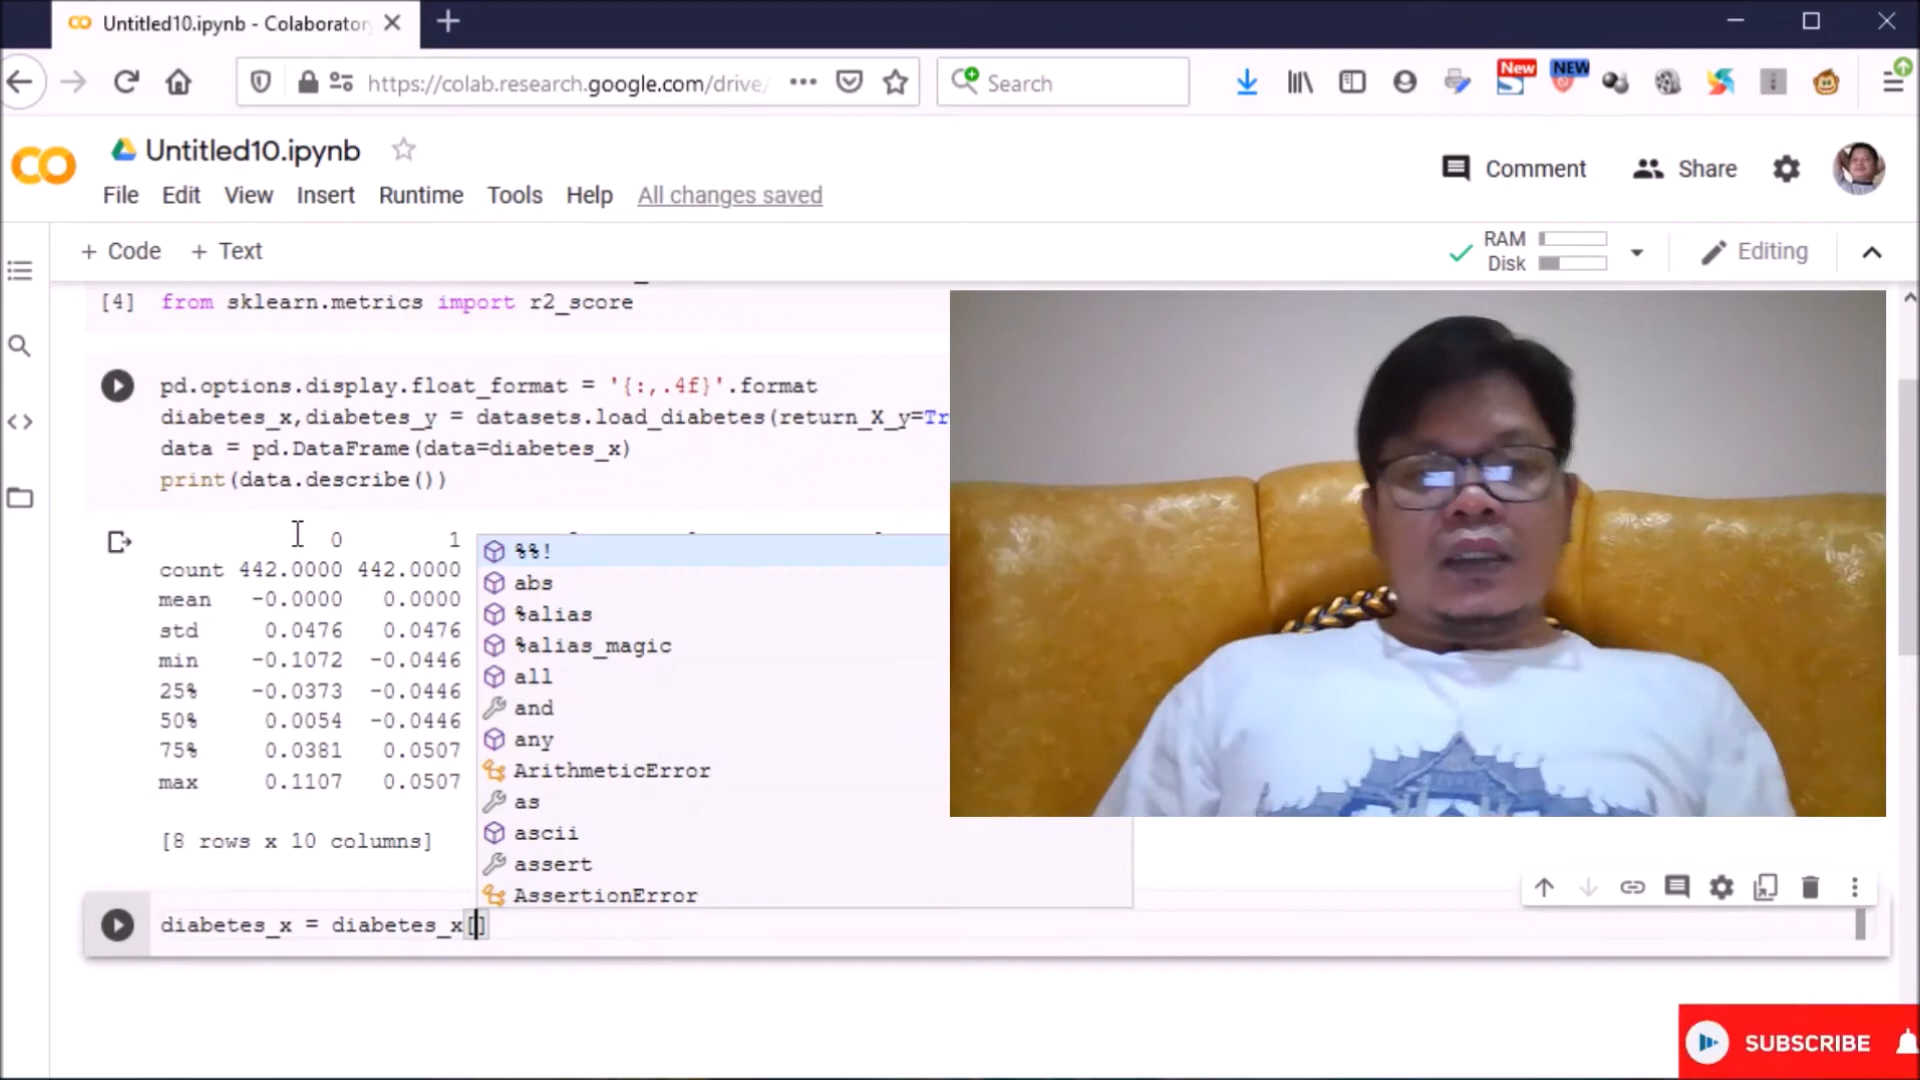 Untitled10.ipynb - Colaborator
https://colab.research.google.com/drive/
Search
New
NEW
CO
Untitled10.ipynb
Comment
Share
File Edit View Insert Runtime Tools Help All changes saved
+ Code + Text
RAM
Disk
Editing
[4] from sklearn.metrics import r2_score
pd.options.display.float_format = '{:,.4f}'.format
diabetes_x,diabetes_y = datasets.load_diabetes(return_X_y=Tr
data = pd.DataFrame(data=diabetes_x)
print(data.describe())
0 1
count 442.0000 442.0000
mean -0.0000 0.0000
std 0.0476 0.0476
min -0.1072 -0.0446
25% -0.0373 -0.0446
50% 0.0054 -0.0446
75% 0.0381 0.0507
max 0.1107 0.0507
[8 rows x 10 columns]
%%!
abs
%alias
%alias_magic
all
and
any
ArithmeticError
as
ascii
assert
AssertionError
diabetes_x = diabetes_x[]
SUBSCRIBE